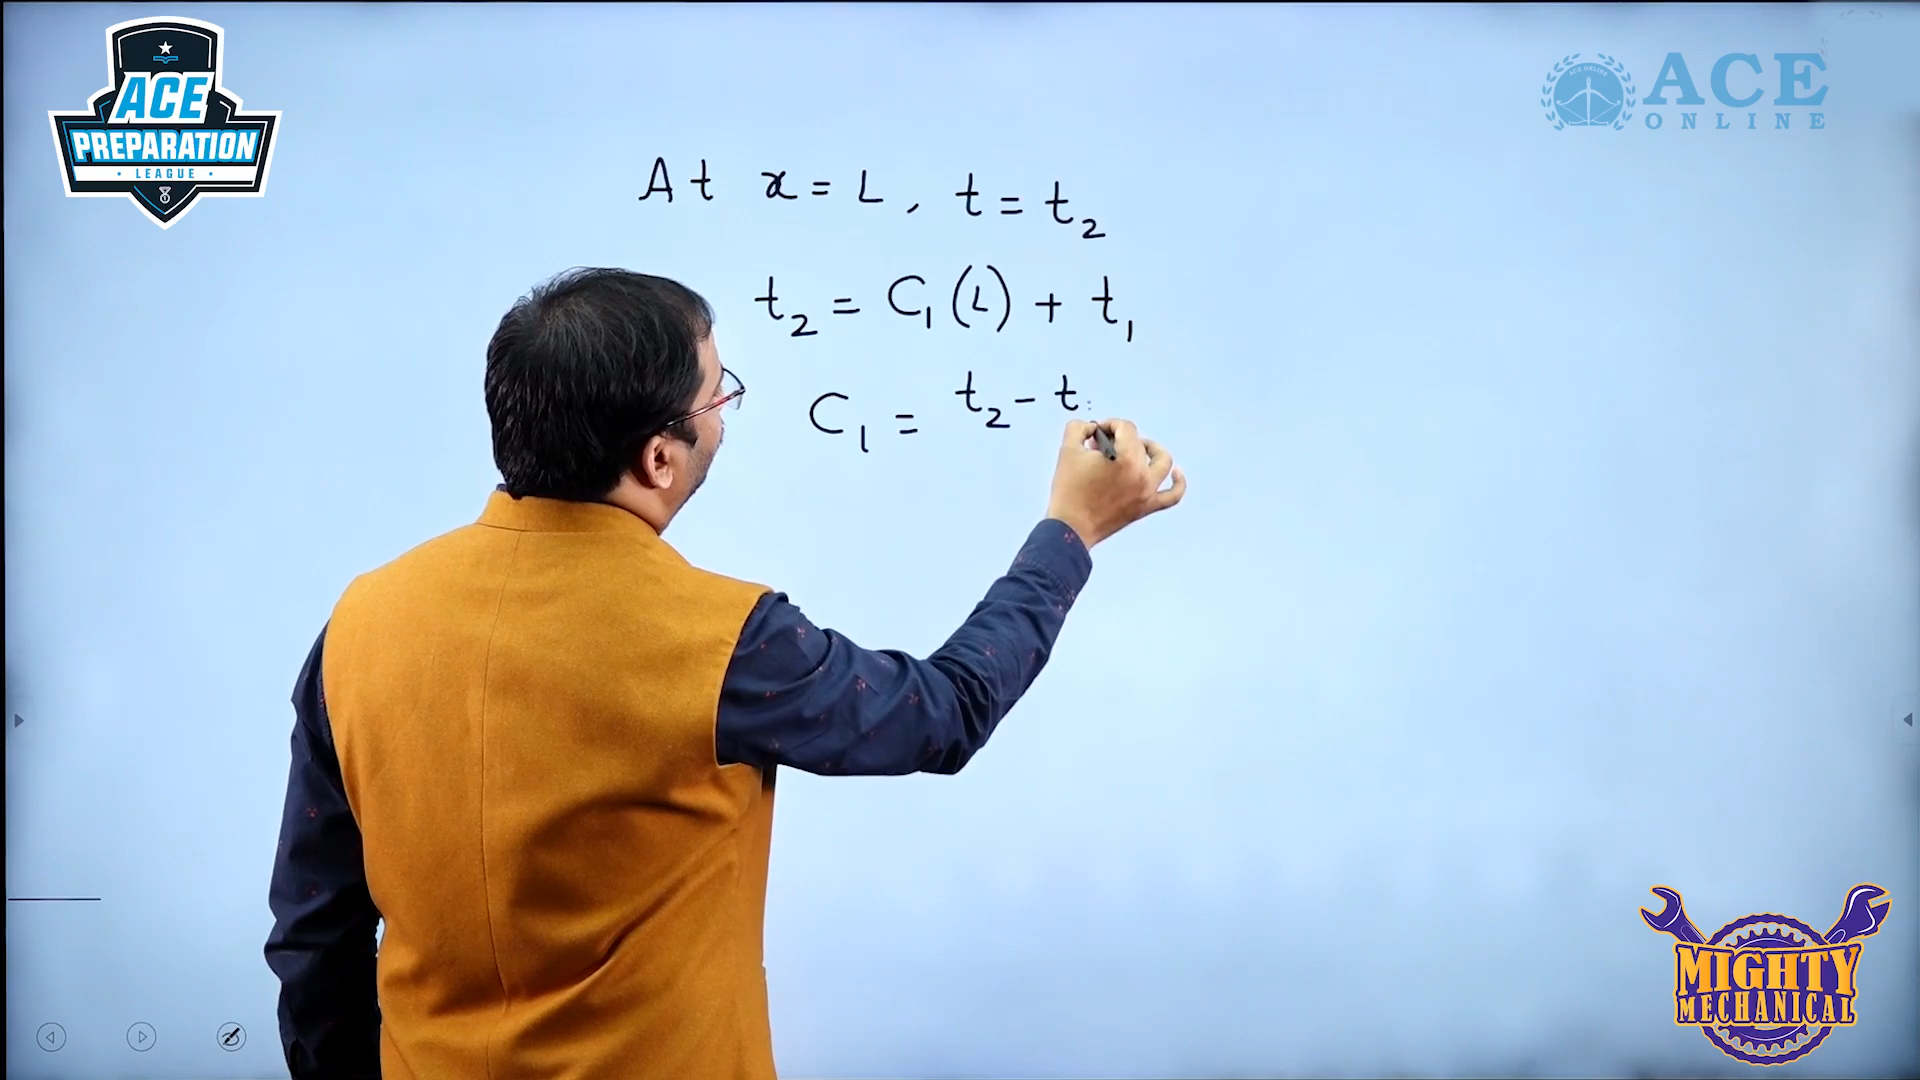 ACE
PREPARATION
• LEAGUE •
ACE
ONLINE
At x = L, t = t₂
t₂ = C₁(L) + t₁
C₁ = t₂ - t
MIGHTY
MECHANICAL